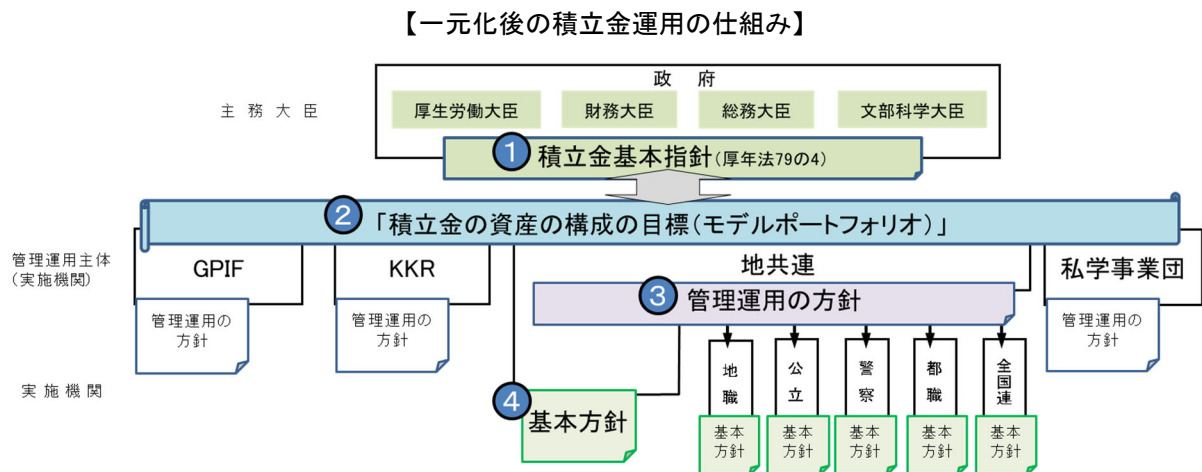 【一元化後の積立金運用の仕組み】
政府
主務大臣
厚生労働大臣
財務大臣
総務大臣
文部科学大臣
① 積立金基本指針(厚年法79の4)
② 「積立金の資産の構成の目標(モデルポートフォリオ)」
管理運用主体
(実施機関)
GPIF
KKR
地共連
私学事業団
③ 管理運用の方針
管理運用の
方針
管理運用の
方針
管理運用の
方針
実施機関
地職
公立
警察
都職
全国連
④ 基本方針
基本
方針
基本
方針
基本
方針
基本
方針
基本
方針